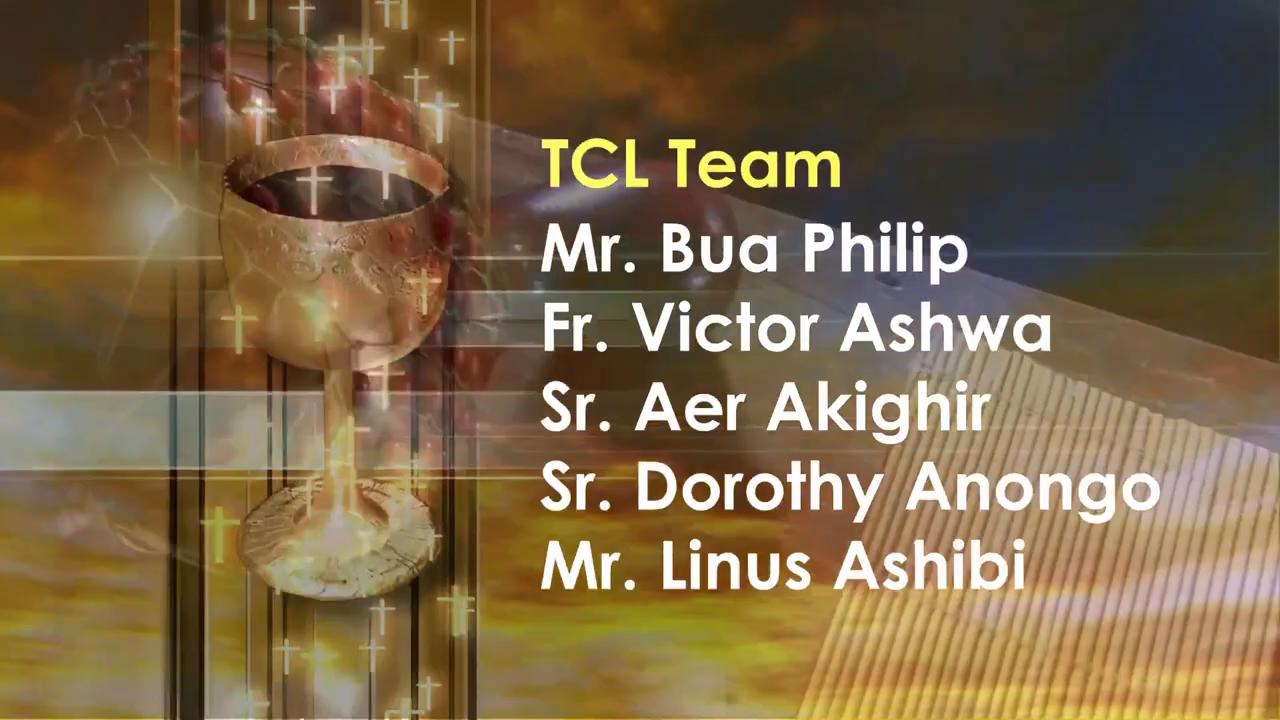 TCL Team
Mr. Bua Philip
Fr. Victor Ashwa
Sr. Aer Akighir
Sr. Dorothy Anongo
Mr. Linus Ashibi